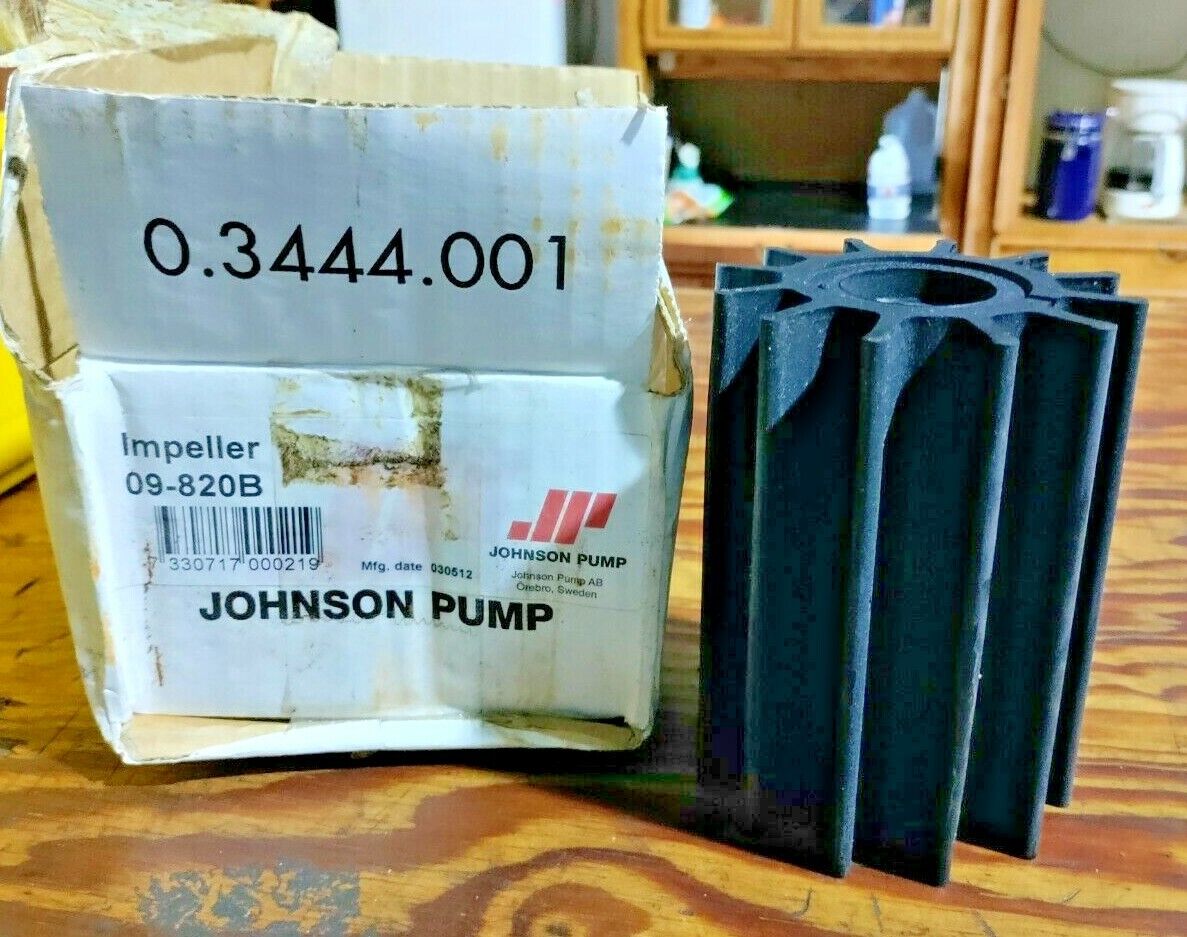 0.3444.001
Impeller
09-820B
7 330717 000219
Mfg. date 030512
JOHNSON PUMP
Johnson Pump AB
Örebro, Sweden
JOHNSON PUMP